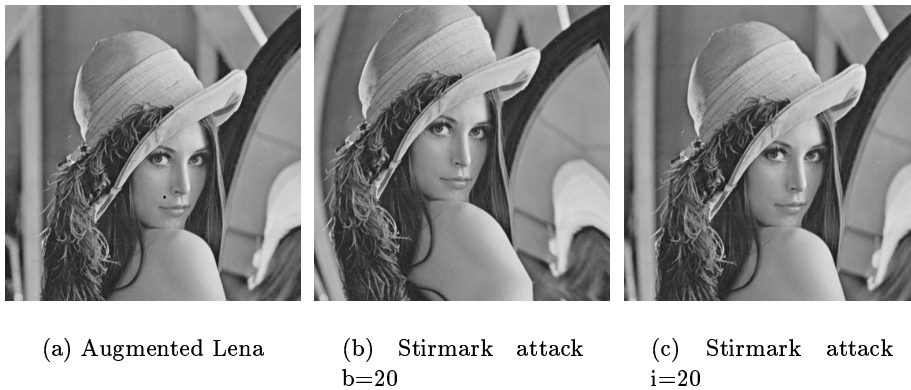 (a) Augmented Lena
(b) Stirmark attack
b=20
(c) Stirmark attack
i=20